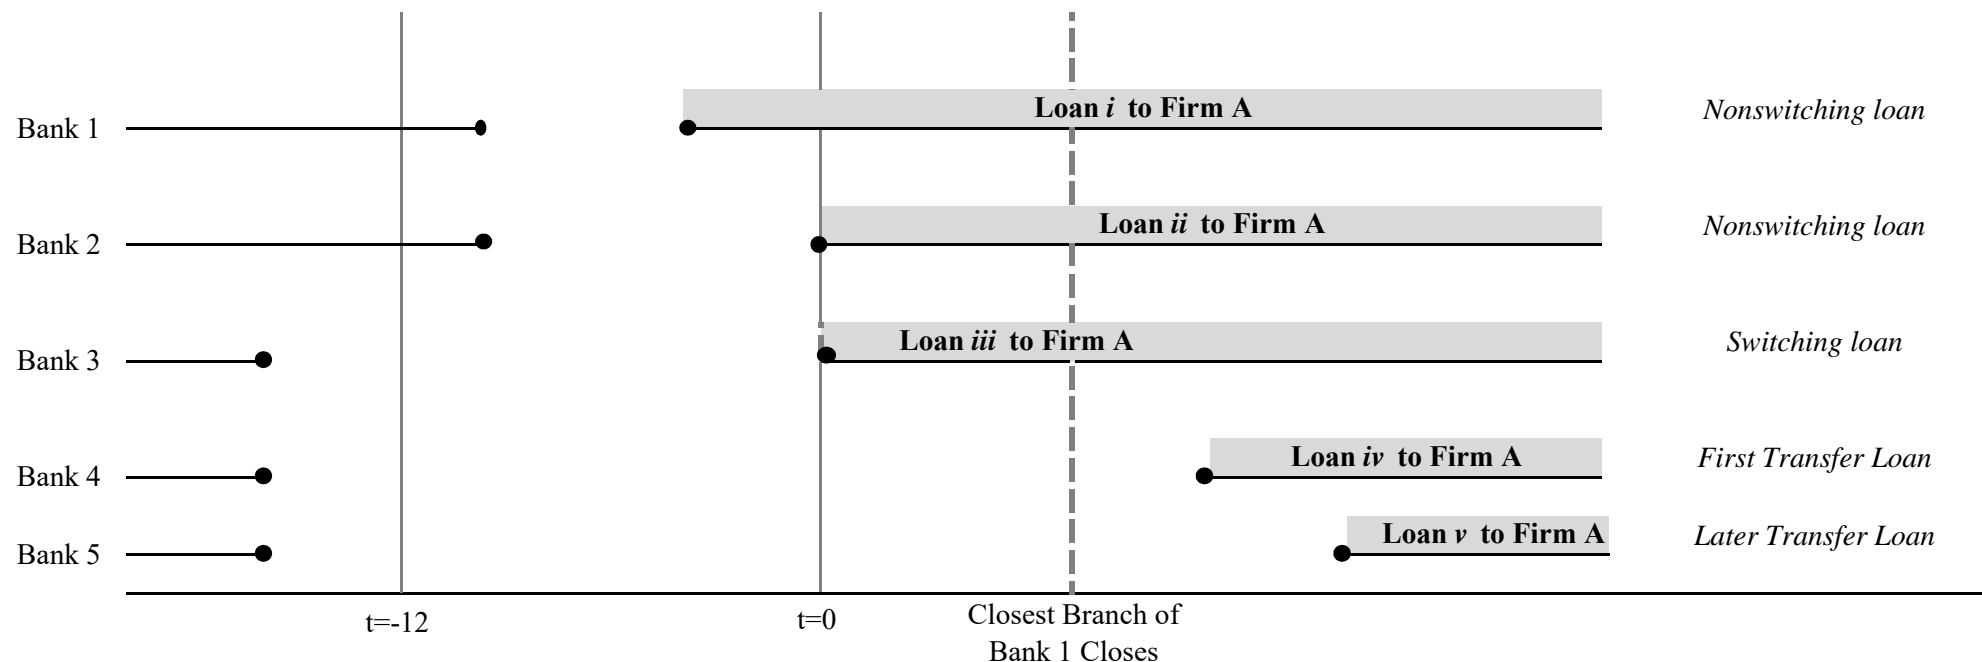 Bank 1 Loan i to Firm A Nonswitching loan
Bank 2 Loan ii to Firm A Nonswitching loan
Bank 3 Loan iii to Firm A Switching loan
Bank 4 Loan iv to Firm A First Transfer Loan
Bank 5 Loan v to Firm A Later Transfer Loan
t=-12 t=0 Closest Branch of
Bank 1 Closes